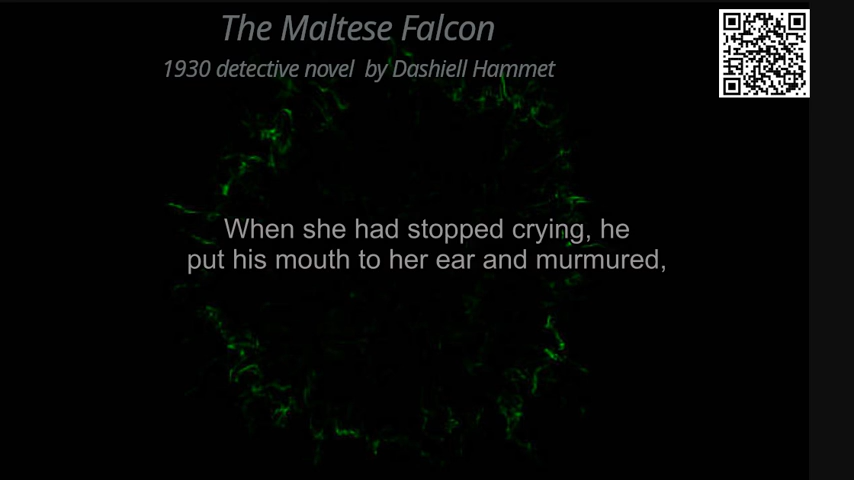 The Maltese Falcon
1930 detective novel by Dashiell Hammet
When she had stopped crying, he
put his mouth to her ear and murmured,